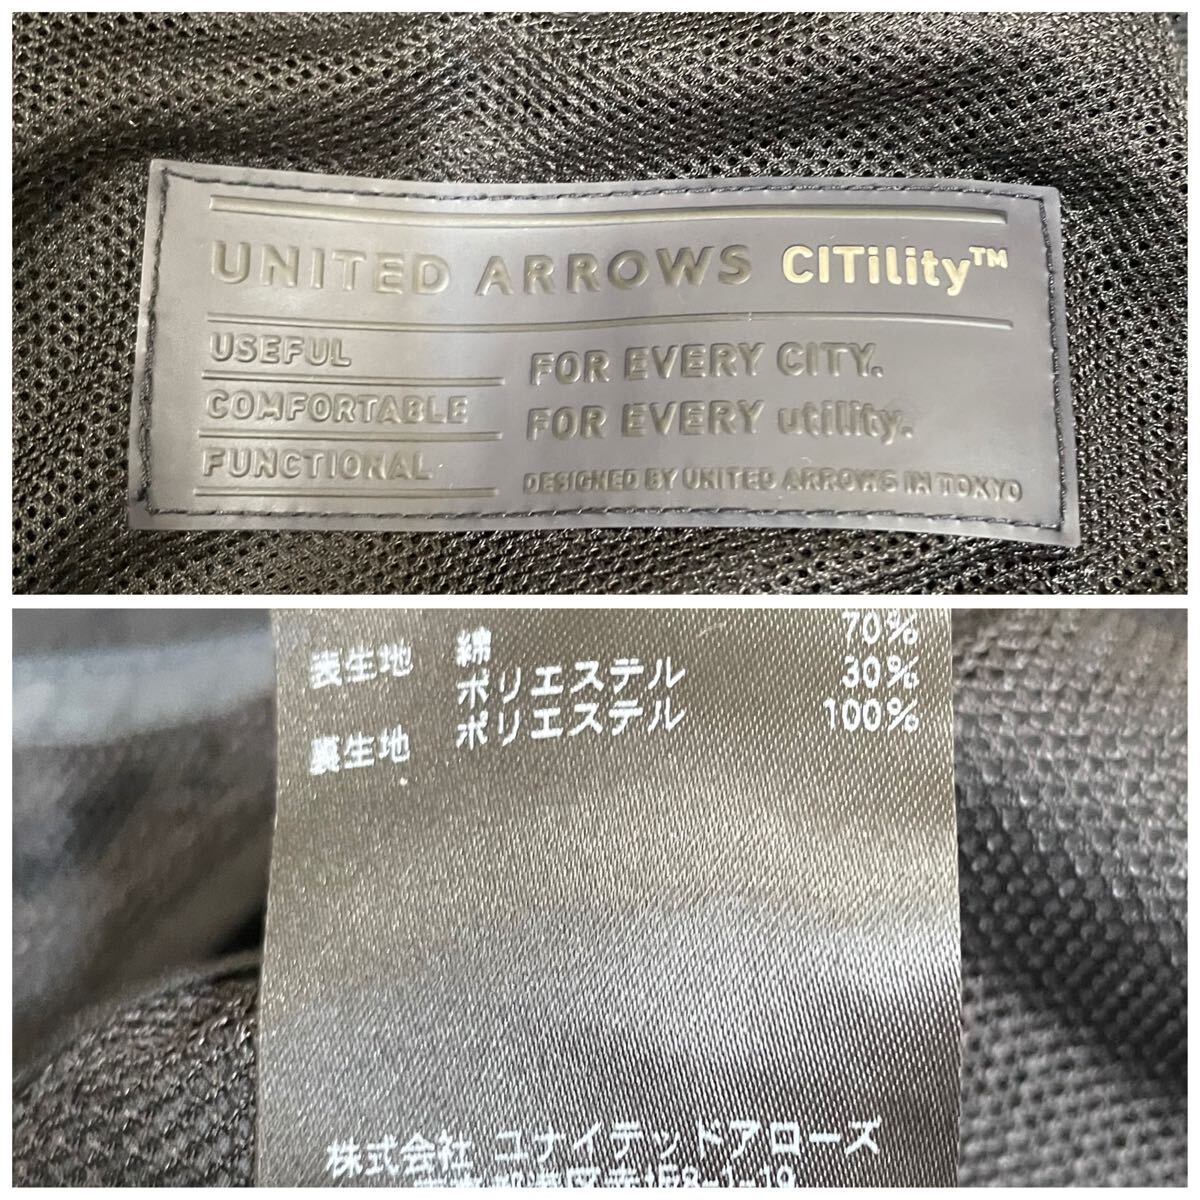 UNITED ARROWS CITility™
USEFUL
COMFORTABLE
FUNCTIONAL
FOR EVERY CITY.
FOR EVERY utility.
DESIGNED BY UNITED ARROWS IN TOKYO
表生地 綿 70%
ポリエステル 30%
裏生地 ポリエステル 100%
株式会社 ユナイテッドアローズ